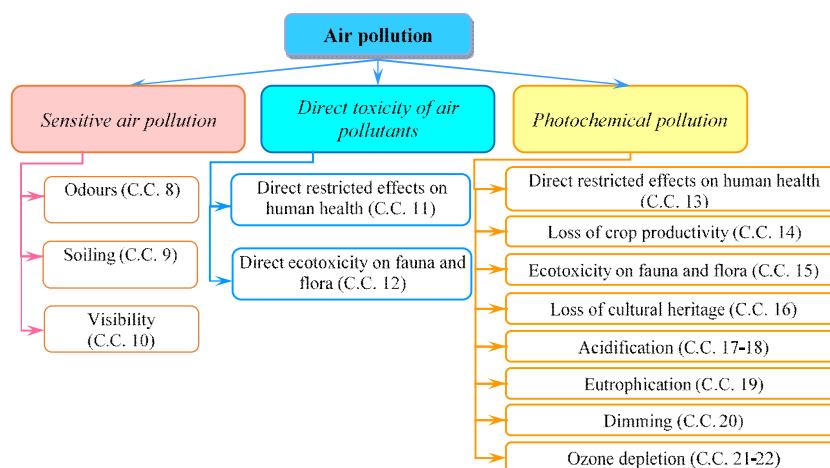 Air pollution
Sensitive air pollution
Direct toxicity of air
pollutants
Photochemical pollution
Odours (C.C. 8)
Soiling (C.C. 9)
Visibility
(C.C. 10)
Direct restricted effects on
human health (C.C. 11)
Direct ecotoxicity on fauna and
flora (C.C. 12)
Direct restricted effects on human health
(C.C. 13)
Loss of crop productivity (C.C. 14)
Ecotoxicity on fauna and flora (C.C. 15)
Loss of cultural heritage (C.C. 16)
Acidification (C.C. 17-18)
Eutrophication (C.C. 19)
Dimming (C.C. 20)
Ozone depletion (C.C. 21-22)